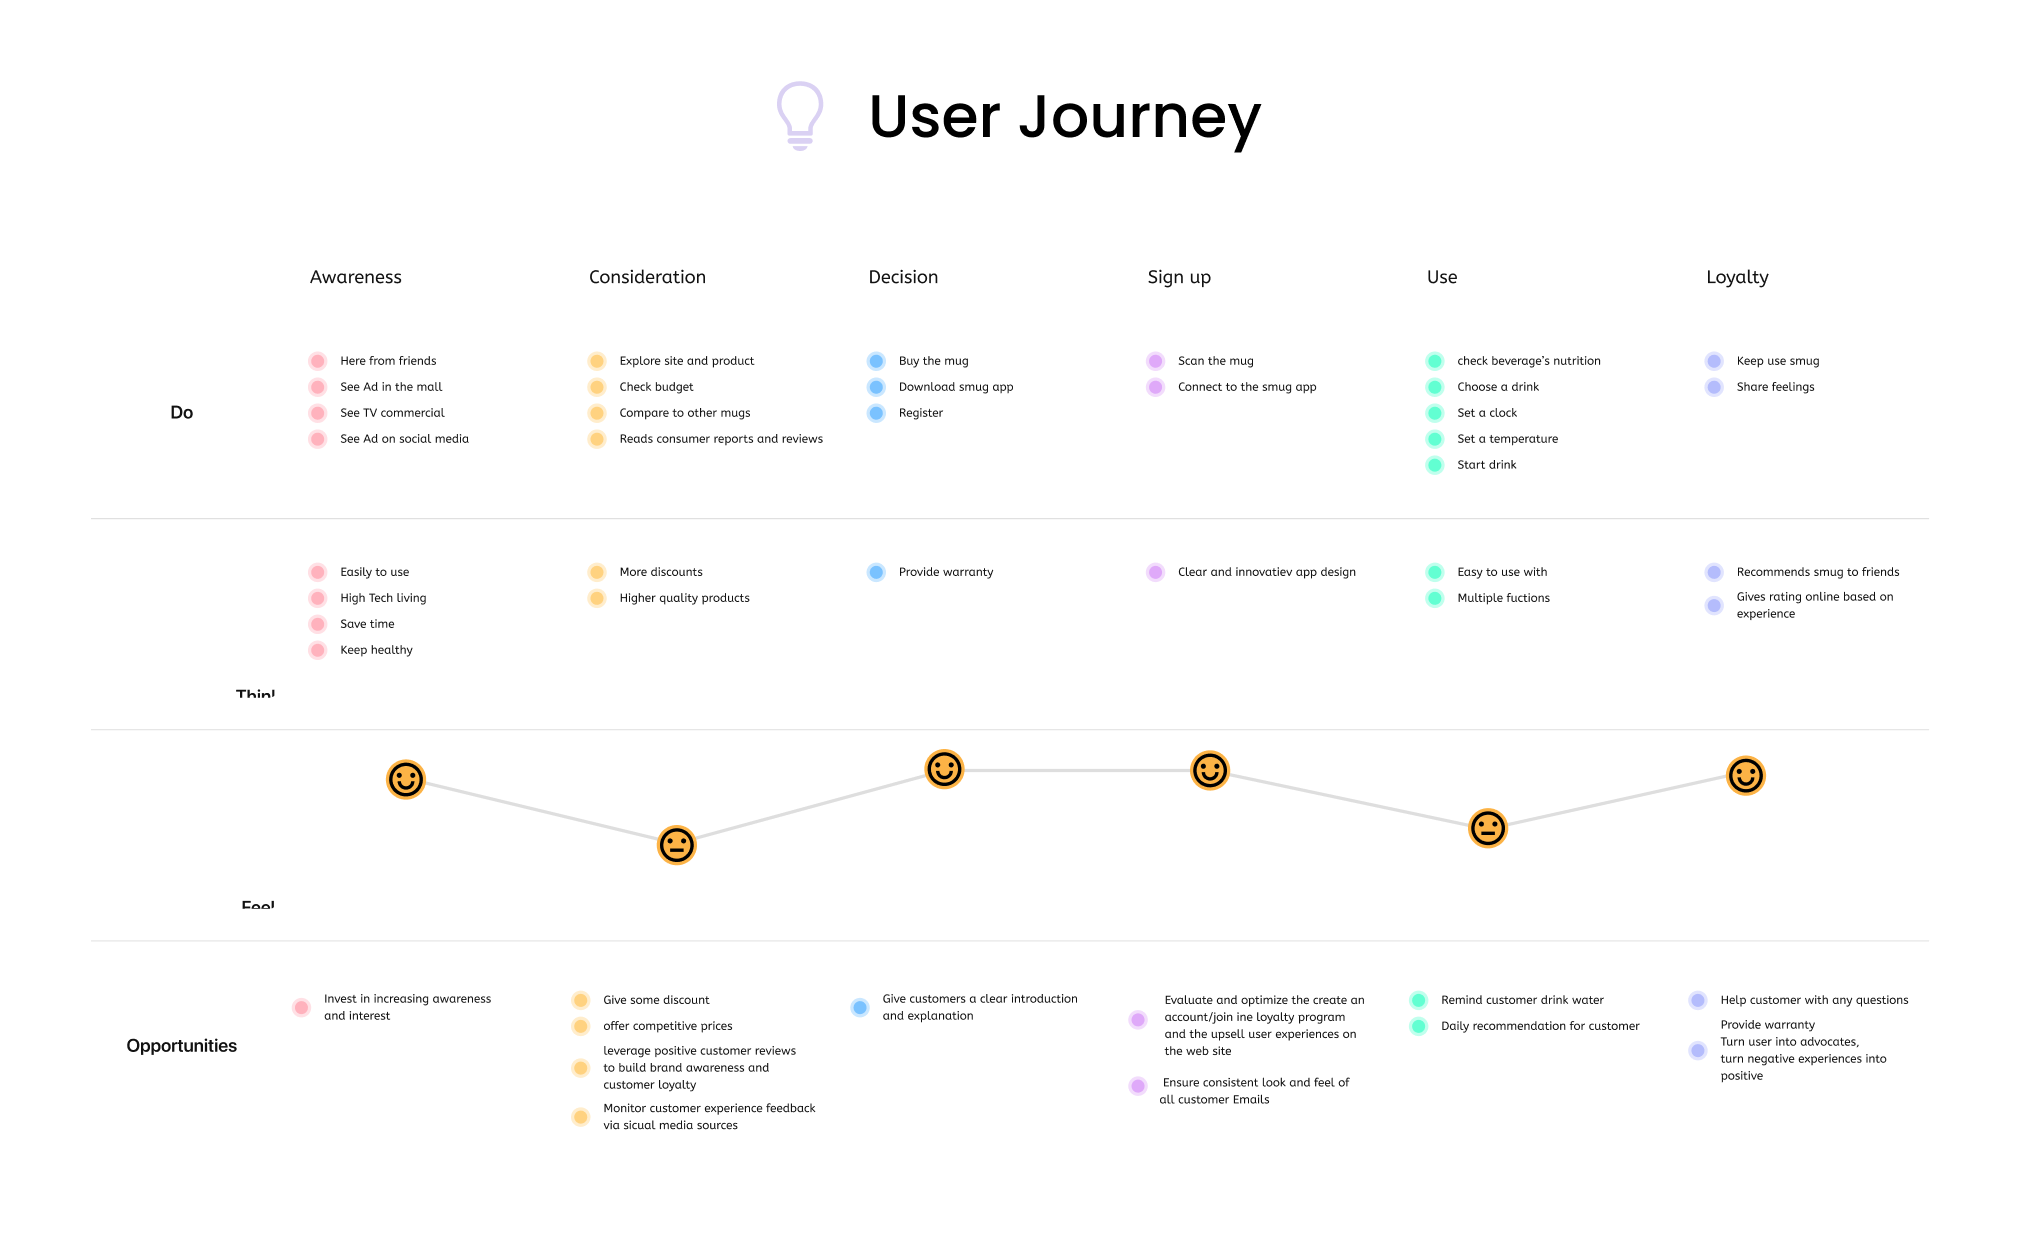 User Journey
Awareness
Consideration
Decision
Sign up
Use
Loyalty
Do
Here from friends
See Ad in the mall
See TV commercial
See Ad on social media
Explore site and product
Check budget
Compare to other mugs
Reads consumer reports and reviews
Buy the mug
Download smug app
Register
Scan the mug
Connect to the smug app
check beverage's nutrition
Choose a drink
Set a clock
Set a temperature
Start drink
Keep use smug
Share feelings
Easily to use
High Tech living
Save time
Keep healthy
More discounts
Higher quality products
Provide warranty
Clear and innovatiev app design
Easy to use with
Multiple fuctions
Recommends smug to friends
Gives rating online based on
experience
Feel
Opportunities
Invest in increasing awareness
and interest
Give some discount
offer competitive prices
leverage positive customer reviews
to build brand awareness and
customer loyalty
Monitor customer experience feedback
via sicual media sources
Give customers a clear introduction
and explanation
Evaluate and optimize the create an
account/join ine loyalty program
and the upsell user experiences on
the web site
Ensure consistent look and feel of
all customer Emails
Remind customer drink water
Daily recommendation for customer
Help customer with any questions
Provide warranty
Turn user into advocates,
turn negative experiences into
positive